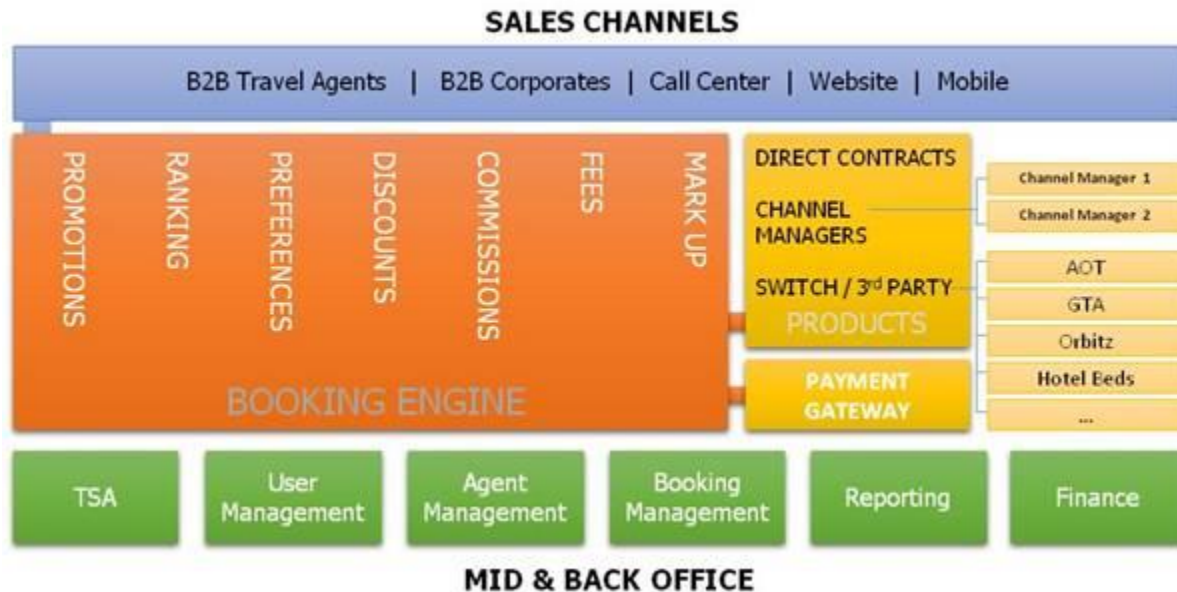 SALES CHANNELS
B2B Travel Agents | B2B Corporates | Call Center | Website | Mobile
PROMOTIONS
RANKING
PREFERENCES
DISCOUNTS
COMMISSIONS
FEES
MARK UP
BOOKING ENGINE
DIRECT CONTRACTS
CHANNEL
MANAGERS
SWITCH / 3rd PARTY
PRODUCTS
PAYMENT
GATEWAY
Channel Manager 1
Channel Manager 2
AOT
GTA
Orbitz
Hotel Beds
...
TSA
User
Management
Agent
Management
Booking
Management
Reporting
Finance
MID & BACK OFFICE